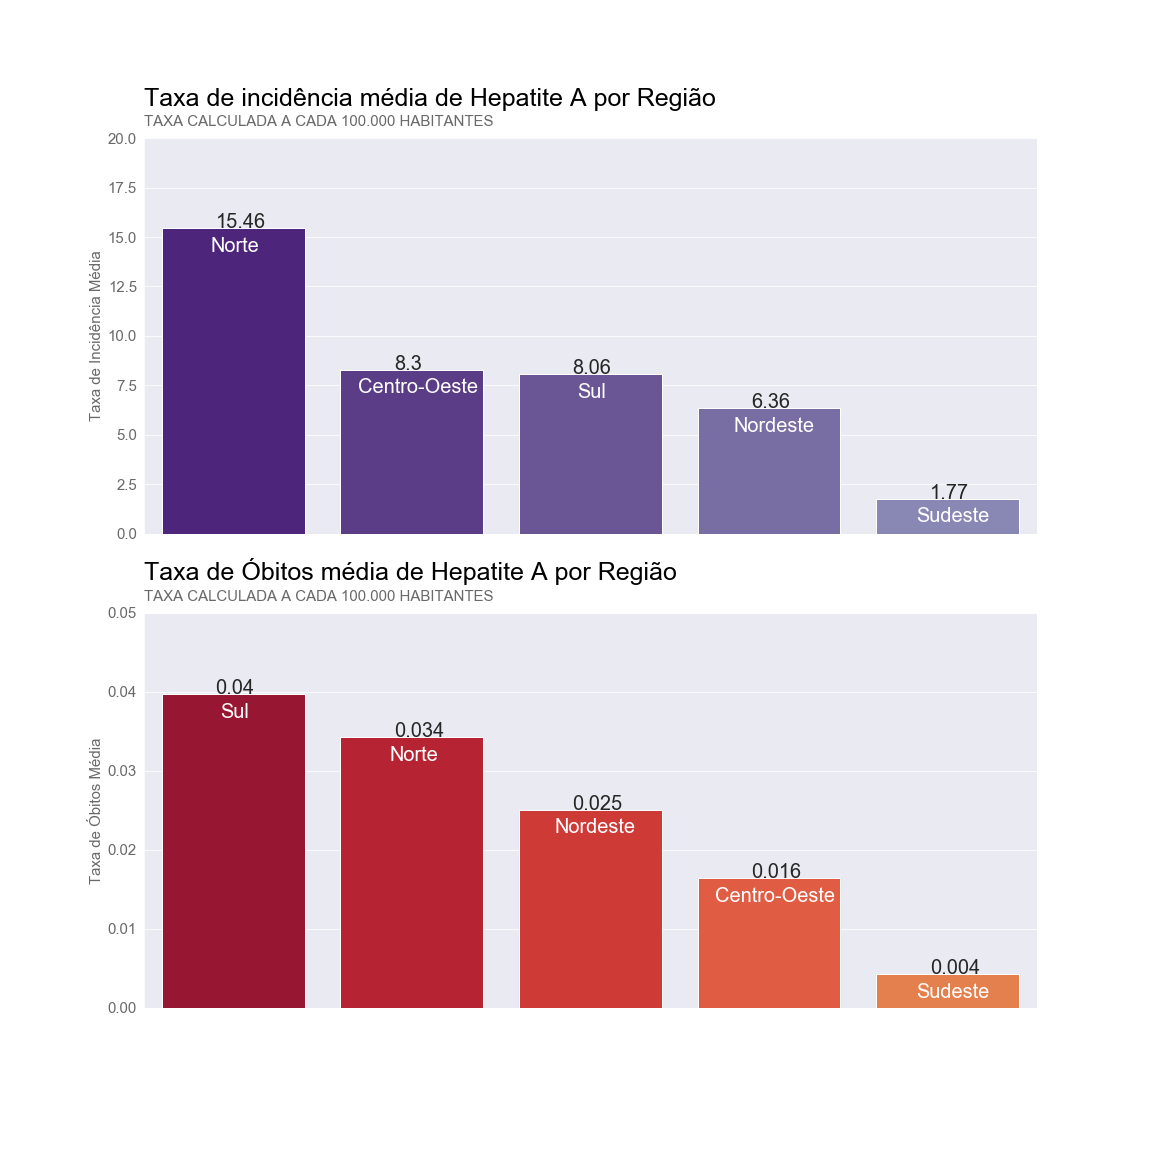 Taxa de incidência média de Hepatite A por Região
TAXA CALCULADA A CADA 100.000 HABITANTES
Taxa de Incidência Média
20.0
17.5
15.0
12.5
10.0
7.5
5.0
2.5
0.0
15.46
Norte
8.3
Centro-Oeste
8.06
Sul
6.36
Nordeste
1.77
Sudeste
Taxa de Óbitos média de Hepatite A por Região
TAXA CALCULADA A CADA 100.000 HABITANTES
Taxa de Óbitos Média
0.05
0.04
0.03
0.02
0.01
0.00
0.04
Sul
0.034
Norte
0.025
Nordeste
0.016
Centro-Oeste
0.004
Sudeste